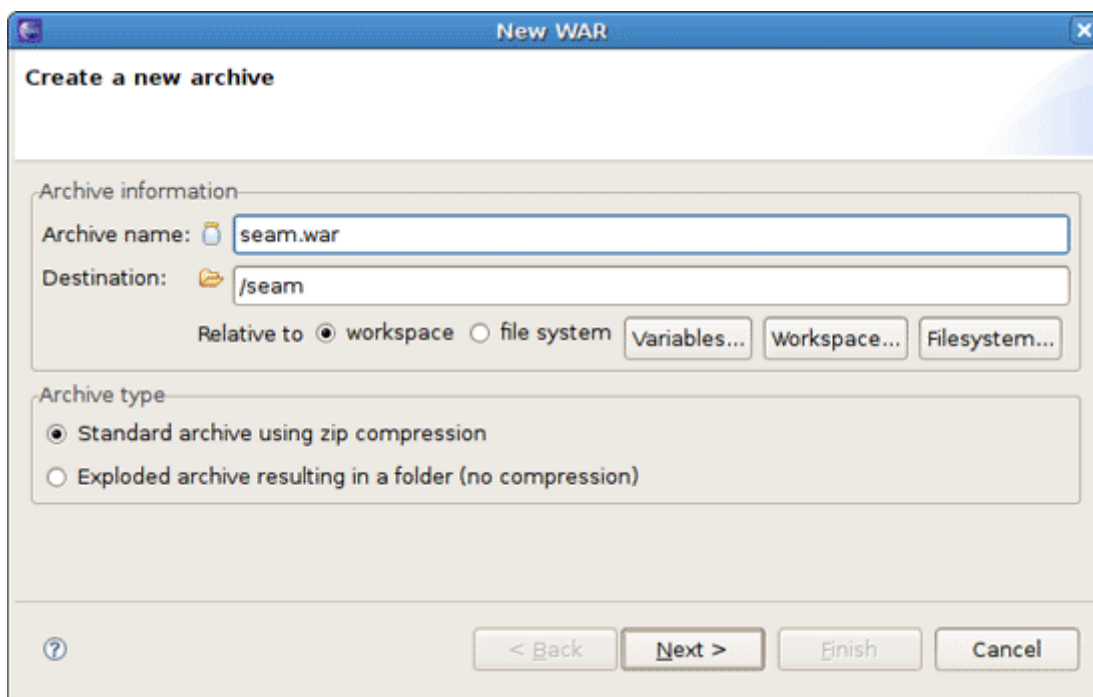 New WAR
Create a new archive
Archive information
Archive name: seam.war
Destination: /seam
Relative to workspace file system Variables... Workspace... Filesystem...
Archive type
Standard archive using zip compression
Exploded archive resulting in a folder (no compression)
< Back Next > Finish Cancel